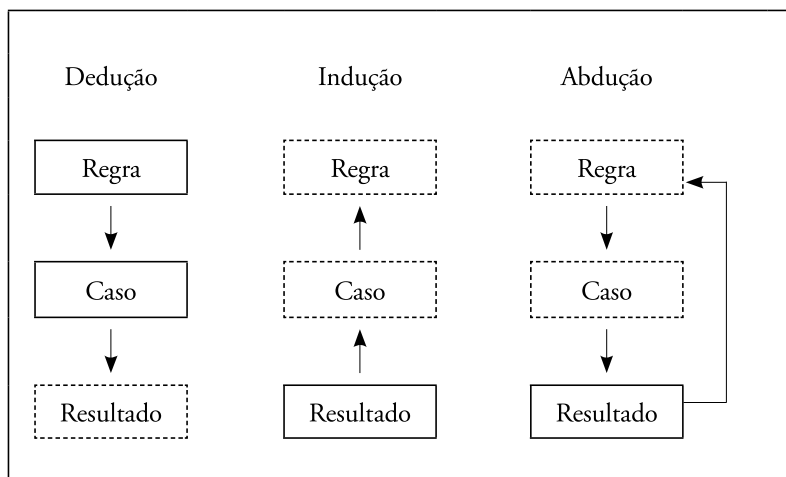 Dedução
Indução
Abdução
Regra
Regra
Regra
Caso
Caso
Caso
Resultado
Resultado
Resultado